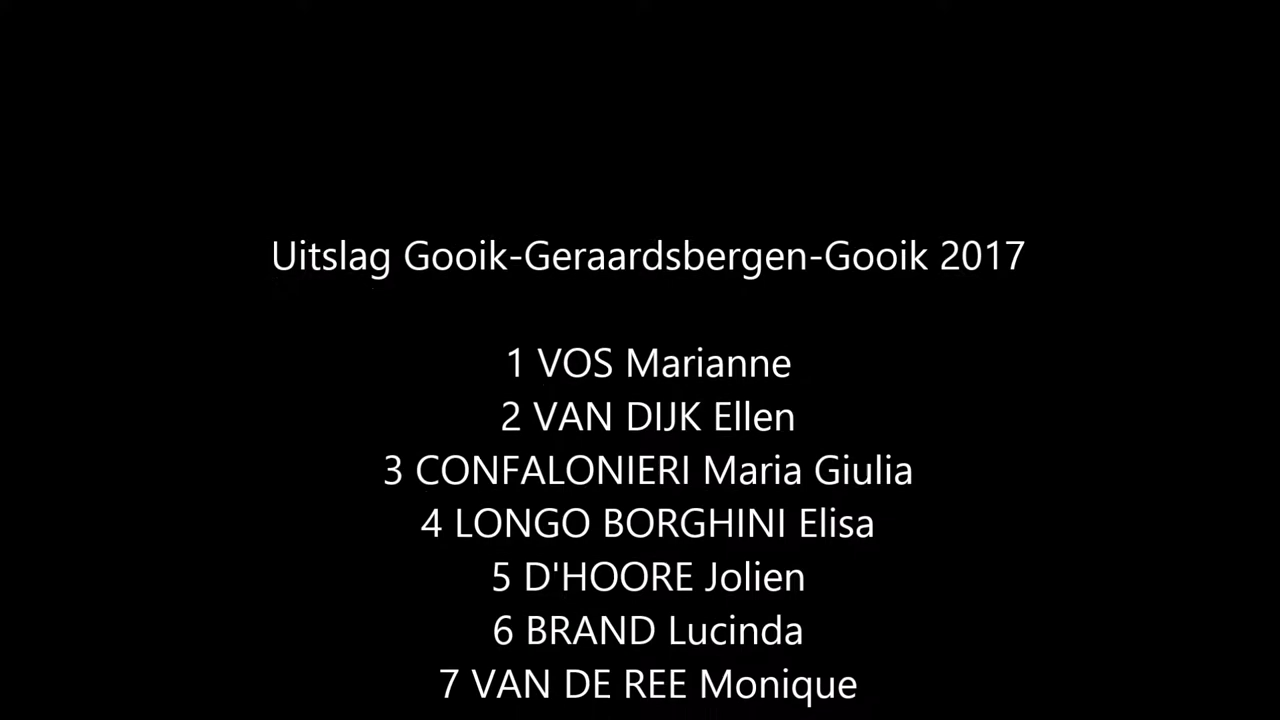 Uitslag Gooik-Geraardsbergen-Gooik 2017
1 VOS Marianne
2 VAN DIJK Ellen
3 CONFALONIERI Maria Giulia
4 LONGO BORGHINI Elisa
5 D'HOORE Jolien
6 BRAND Lucinda
7 VAN DE REE Monique